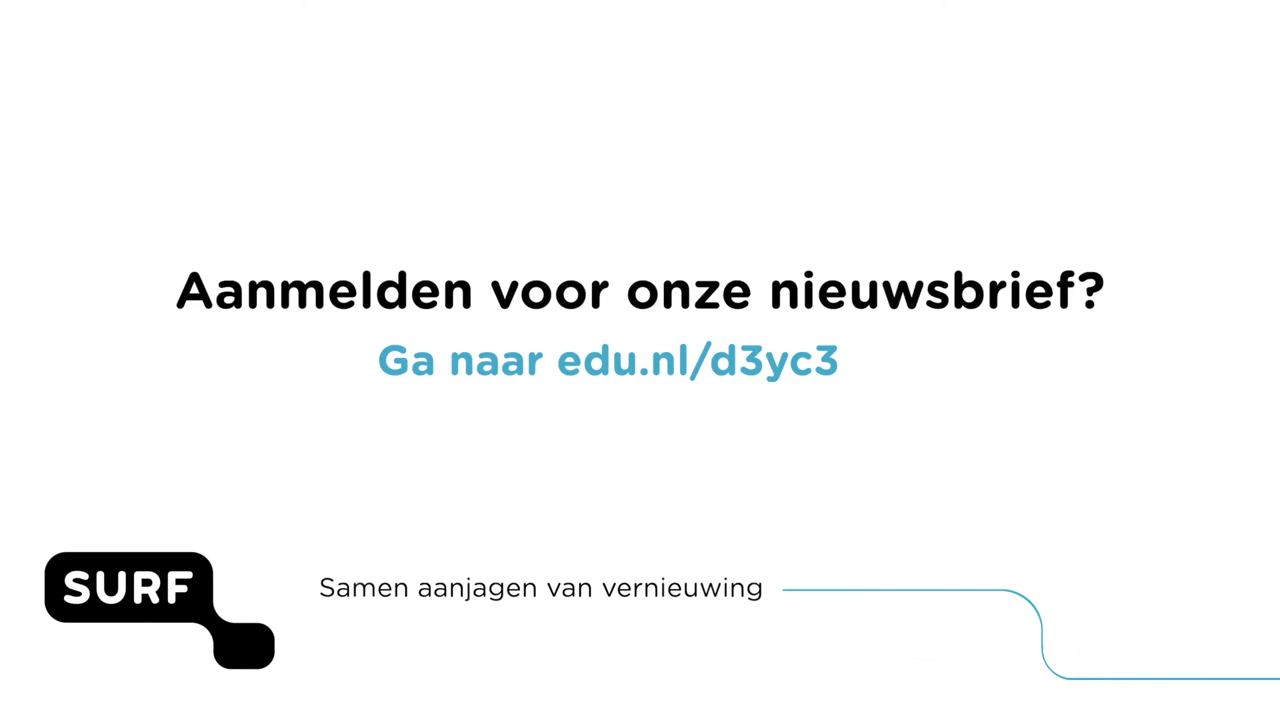 Aanmelden voor onze nieuwsbrief?
Ga naar edu.nl/d3yc3
SURF
Samen aanjagen van vernieuwing